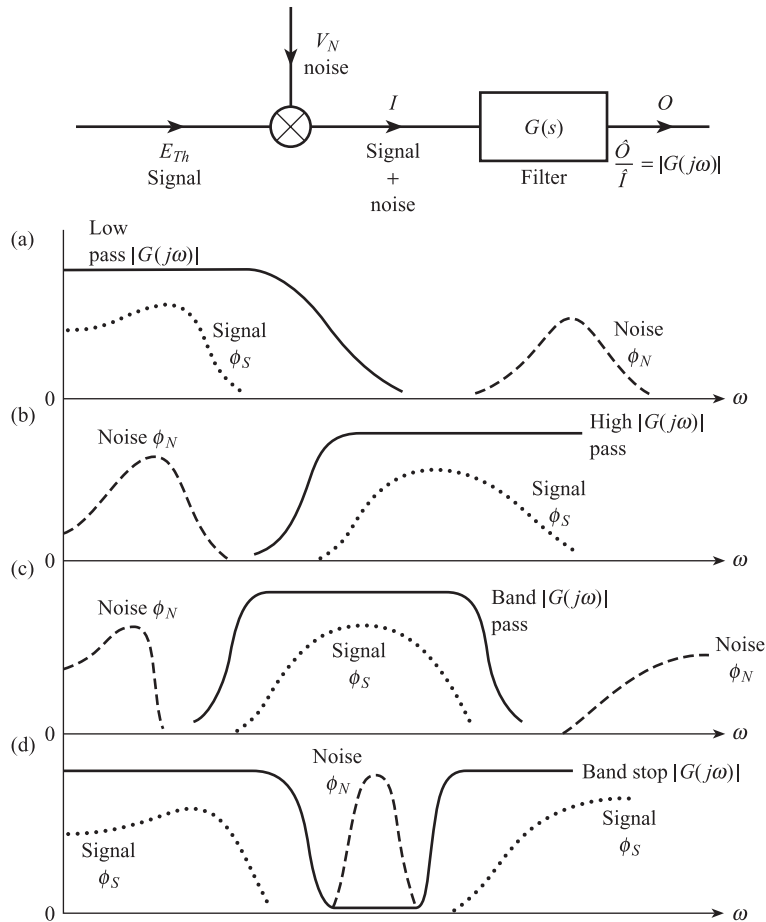 V_N
noise
I
G(s)
O
E_Th
Signal
Signal
+
noise
Filter
Ô/Î = |G(jω)|
(a)
Low
pass |G(jω)|
Signal
ϕ_S
Noise
ϕ_N
0
ω
(b)
Noise ϕ_N
High |G(jω)|
pass
Signal
ϕ_S
0
ω
(c)
Noise ϕ_N
Band |G(jω)|
pass
Signal
ϕ_S
Noise
ϕ_N
0
ω
(d)
Noise
ϕ_N
Band stop |G(jω)|
Signal
ϕ_S
Signal
ϕ_S
0
ω